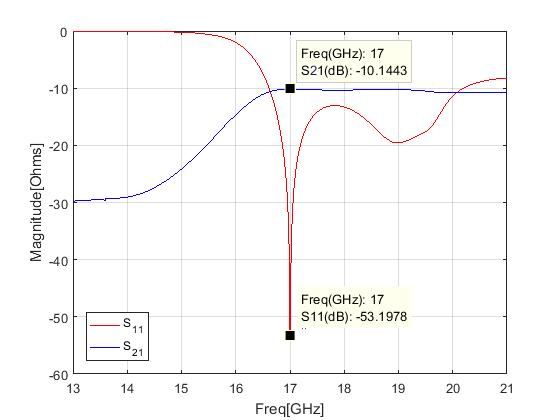 0
-10
-20
-30
-40
-50
-60
Magnitude[Ohms]
Freq(GHz): 17
S21(dB): -10.1443
Freq(GHz): 17
S11(dB): -53.1978
S11
S21
13 14 15 16 17 18 19 20 21
Freq[GHz]